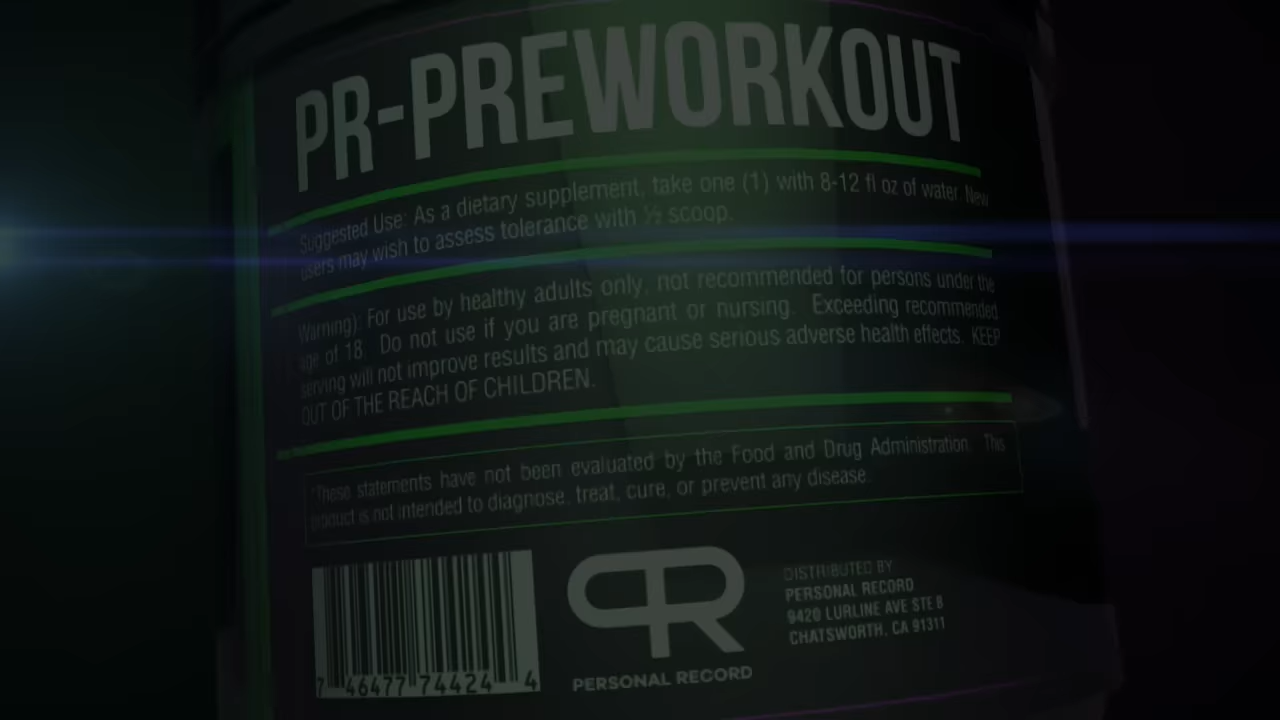 PR-PREWORKOUT
Suggested Use: As a dietary supplement, take one (1) with 8-12 fl oz of water. New
users may wish to assess tolerance with ½ scoop.
Warning): For use by healthy adults only, not recommended for persons under the
age of 18. Do not use if you are pregnant or nursing. Exceeding recommended
serving will not improve results and may cause serious adverse health effects. KEEP
OUT OF THE REACH OF CHILDREN.
*These statements have not been evaluated by the Food and Drug Administration. This
product is not intended to diagnose, treat, cure, or prevent any disease.
7 46477 74424 4
PR
PERSONAL RECORD
DISTRIBUTED BY
PERSONAL RECORD
9420 LURLINE AVE STE B
CHATSWORTH, CA 91311